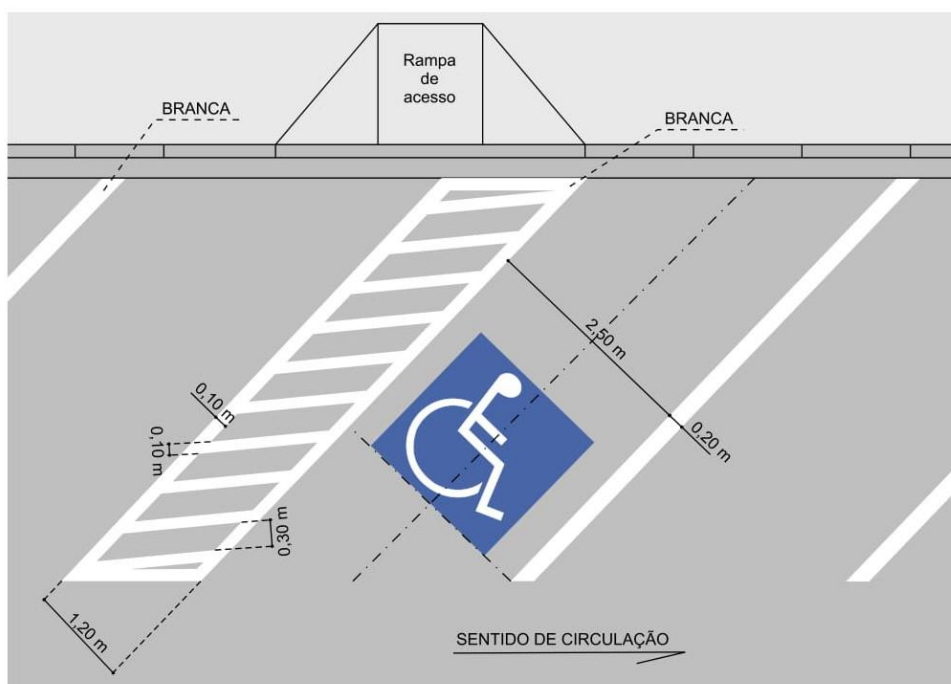 Rampa
de
acesso
BRANCA
BRANCA
2,50 m
0,10 m
0,10 m
0,20 m
0,30 m
1,20 m
SENTIDO DE CIRCULAÇÃO